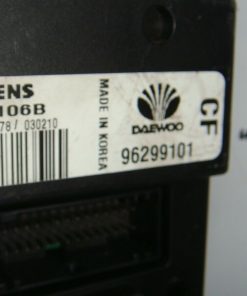 ENS
106B
78/ 030210
MADE IN KOREA
DAEWOO
96299101
CF